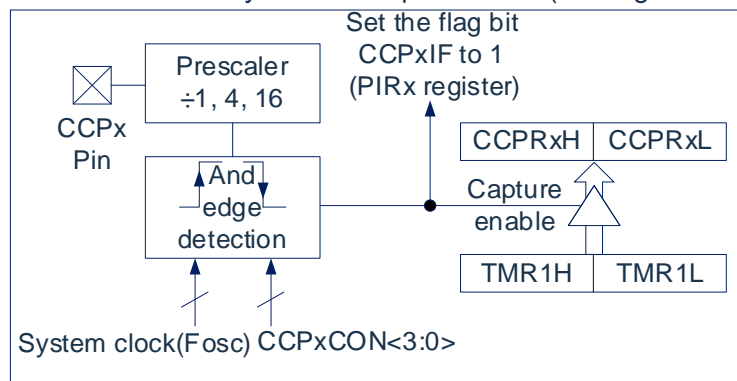 Set the flag bit
CCPxIF to 1
(PIRx register)
Prescaler
÷1, 4, 16
CCPx
Pin
And
edge
detection
CCPRxH
CCPRxL
Capture
enable
TMR1H
TMR1L
System clock(Fosc)
CCPxCON<3:0>